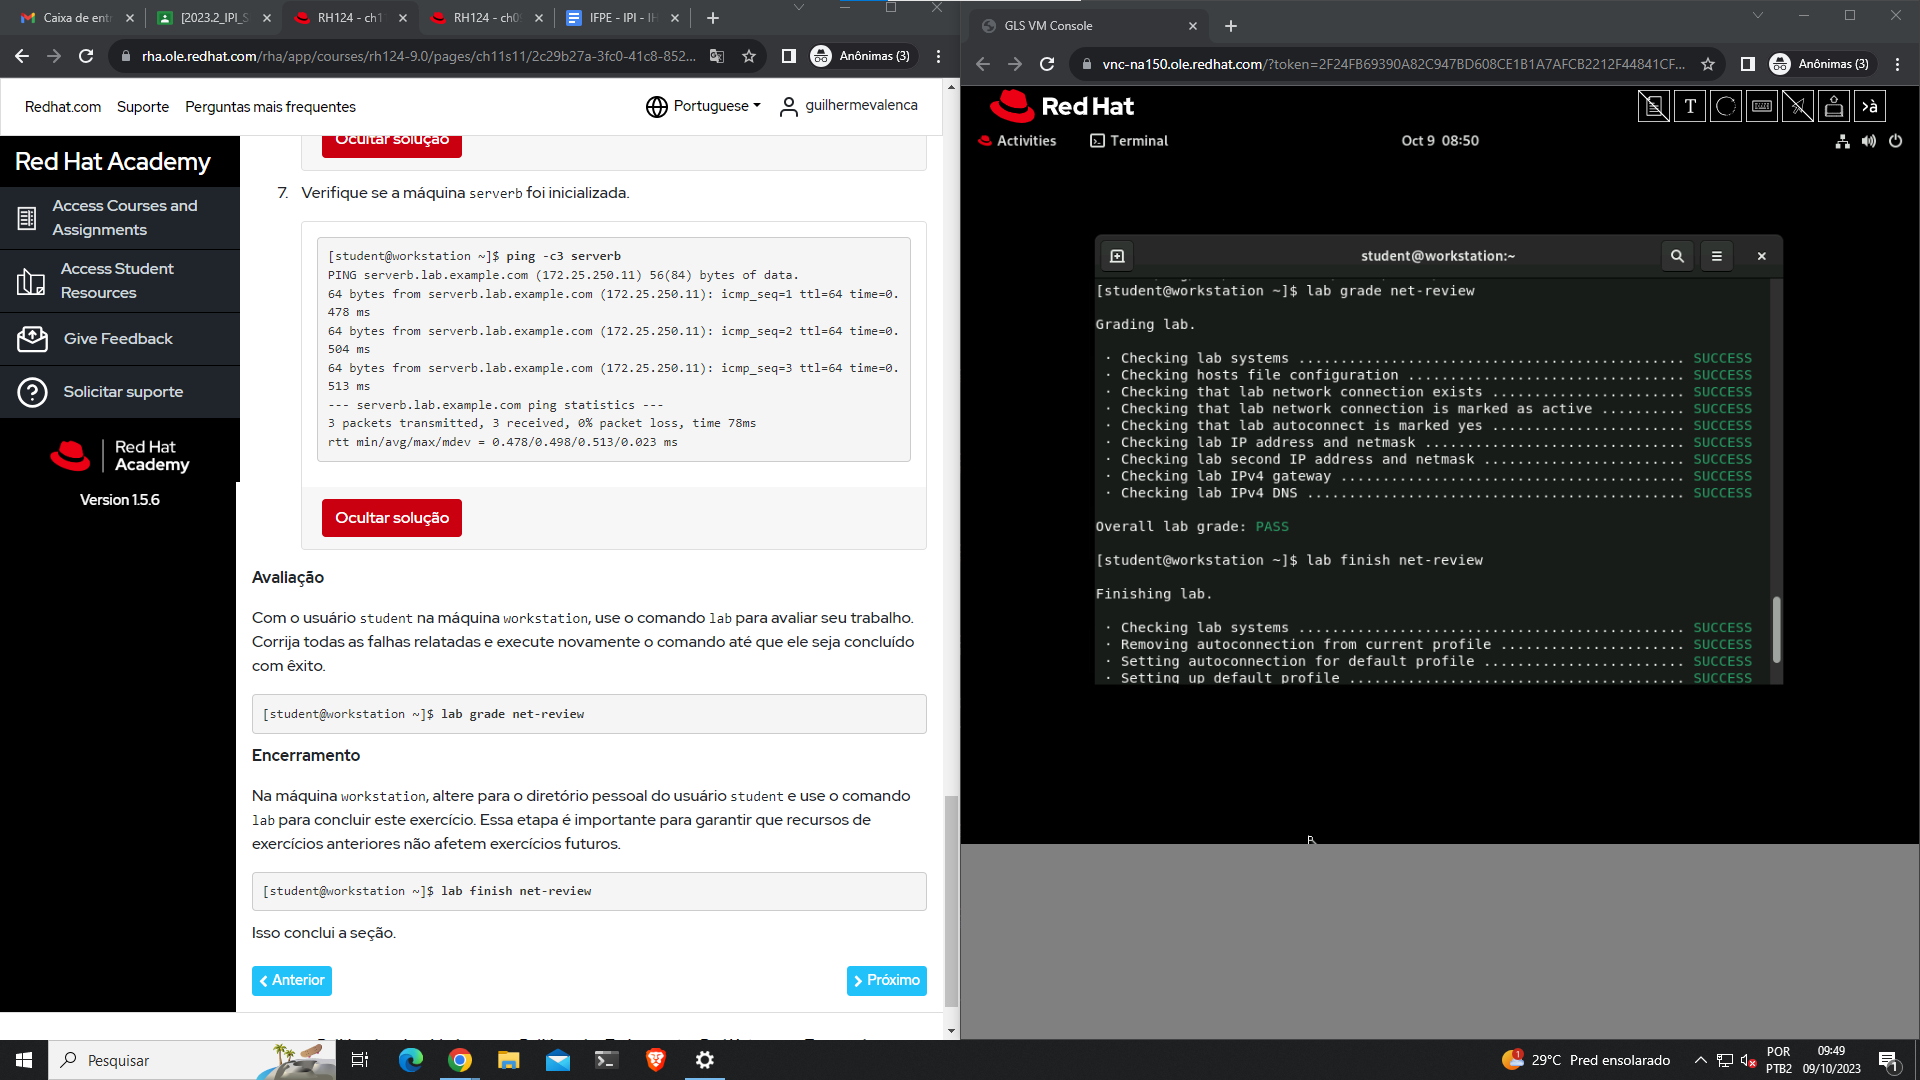 Caixa de ent
[2023.2_IPI_S
RH124 - ch1
RH124 - ch0
IFPE - IPI - IH
rha.ole.redhat.com/rha/app/courses/rh124-9.0/pages/ch11s11/2c29b27a-3fc0-41c8-852...
Anônimas (3)
Redhat.com
Suporte
Perguntas mais frequentes
Portuguese
guilhermevalenca
Red Hat Academy
Access Courses and
Assignments
Access Student
Resources
Give Feedback
Solicitar suporte
Red Hat
Academy
Version 1.5.6
Ocultar solução
7. Verifique se a máquina serverb foi inicializada.
[student@workstation ~]$ ping -c3 serverb
PING serverb.lab.example.com (172.25.250.11) 56(84) bytes of data.
64 bytes from serverb.lab.example.com (172.25.250.11): icmp_seq=1 ttl=64 time=0.
478 ms
64 bytes from serverb.lab.example.com (172.25.250.11): icmp_seq=2 ttl=64 time=0.
504 ms
64 bytes from serverb.lab.example.com (172.25.250.11): icmp_seq=3 ttl=64 time=0.
513 ms
--- serverb.lab.example.com ping statistics ---
3 packets transmitted, 3 received, 0% packet loss, time 78ms
rtt min/avg/max/mdev = 0.478/0.498/0.513/0.023 ms
Ocultar solução
Avaliação
Com o usuário student na máquina workstation, use o comando lab para avaliar seu trabalho.
Corrija todas as falhas relatadas e execute novamente o comando até que ele seja concluído
com êxito.
[student@workstation ~]$ lab grade net-review
Encerramento
Na máquina workstation, altere para o diretório pessoal do usuário student e use o comando
lab para concluir este exercício. Essa etapa é importante para garantir que recursos de
exercícios anteriores não afetem exercícios futuros.
[student@workstation ~]$ lab finish net-review
Isso conclui a seção.
Anterior
Próximo
GLS VM Console
vnc-na150.ole.redhat.com/?token=2F24FB69390A82C947BD608CE1B1A7AFCB2212F44841CF...
Anônimas (3)
Red Hat
T
›à
Activities
Terminal
Oct 9 08:50
student@workstation:~
[student@workstation ~]$ lab grade net-review
Grading lab.
· Checking lab systems .............................................. SUCCESS
· Checking hosts file configuration ................................. SUCCESS
· Checking that lab network connection exists ....................... SUCCESS
· Checking that lab network connection is marked as active .......... SUCCESS
· Checking that lab autoconnect is marked yes ....................... SUCCESS
· Checking lab IP address and netmask ............................... SUCCESS
· Checking lab second IP address and netmask ........................ SUCCESS
· Checking lab IPv4 gateway ......................................... SUCCESS
· Checking lab IPv4 DNS ............................................. SUCCESS
Overall lab grade: PASS
[student@workstation ~]$ lab finish net-review
Finishing lab.
· Checking lab systems .............................................. SUCCESS
· Removing autoconnection from current profile ...................... SUCCESS
· Setting autoconnection for default profile ........................ SUCCESS
· Setting up default profile ........................................ SUCCESS
Pesquisar
1
29°C Pred ensolarado
POR
PTB2
09:49
09/10/2023
1